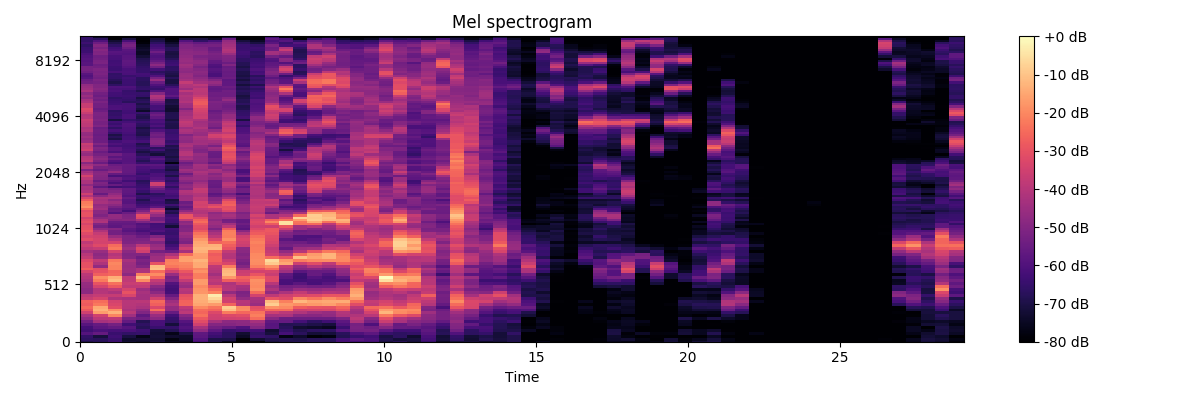 Mel spectrogram
8192
4096
2048
1024
512
0
Hz
0 5 10 15 20 25
Time
+0 dB
-10 dB
-20 dB
-30 dB
-40 dB
-50 dB
-60 dB
-70 dB
-80 dB